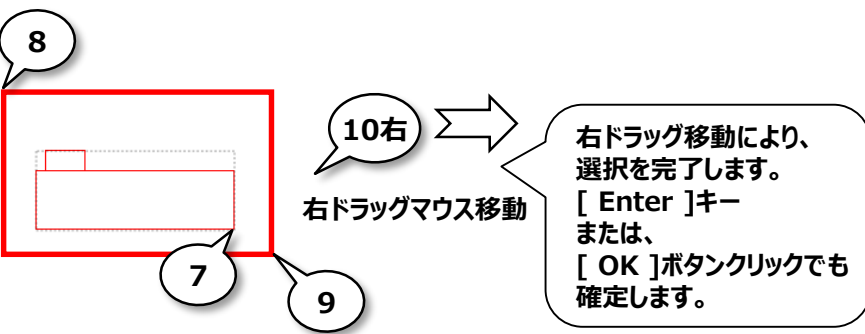 8
10右
右ドラッグマウス移動
7
9
右ドラッグ移動により、
選択を完了します。
[ Enter ]キー
または、
[ OK ]ボタンクリックでも
確定します。